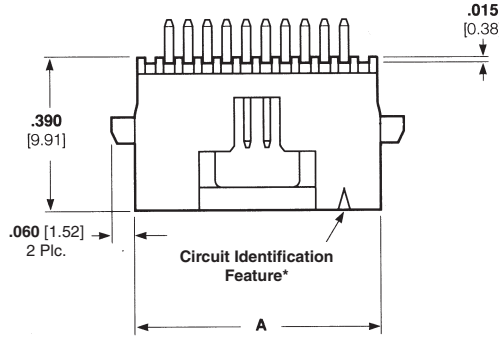 .015
[0.38
.390
[9.91]
.060 [1.52]
2 Plc.
Circuit Identification
Feature*
A